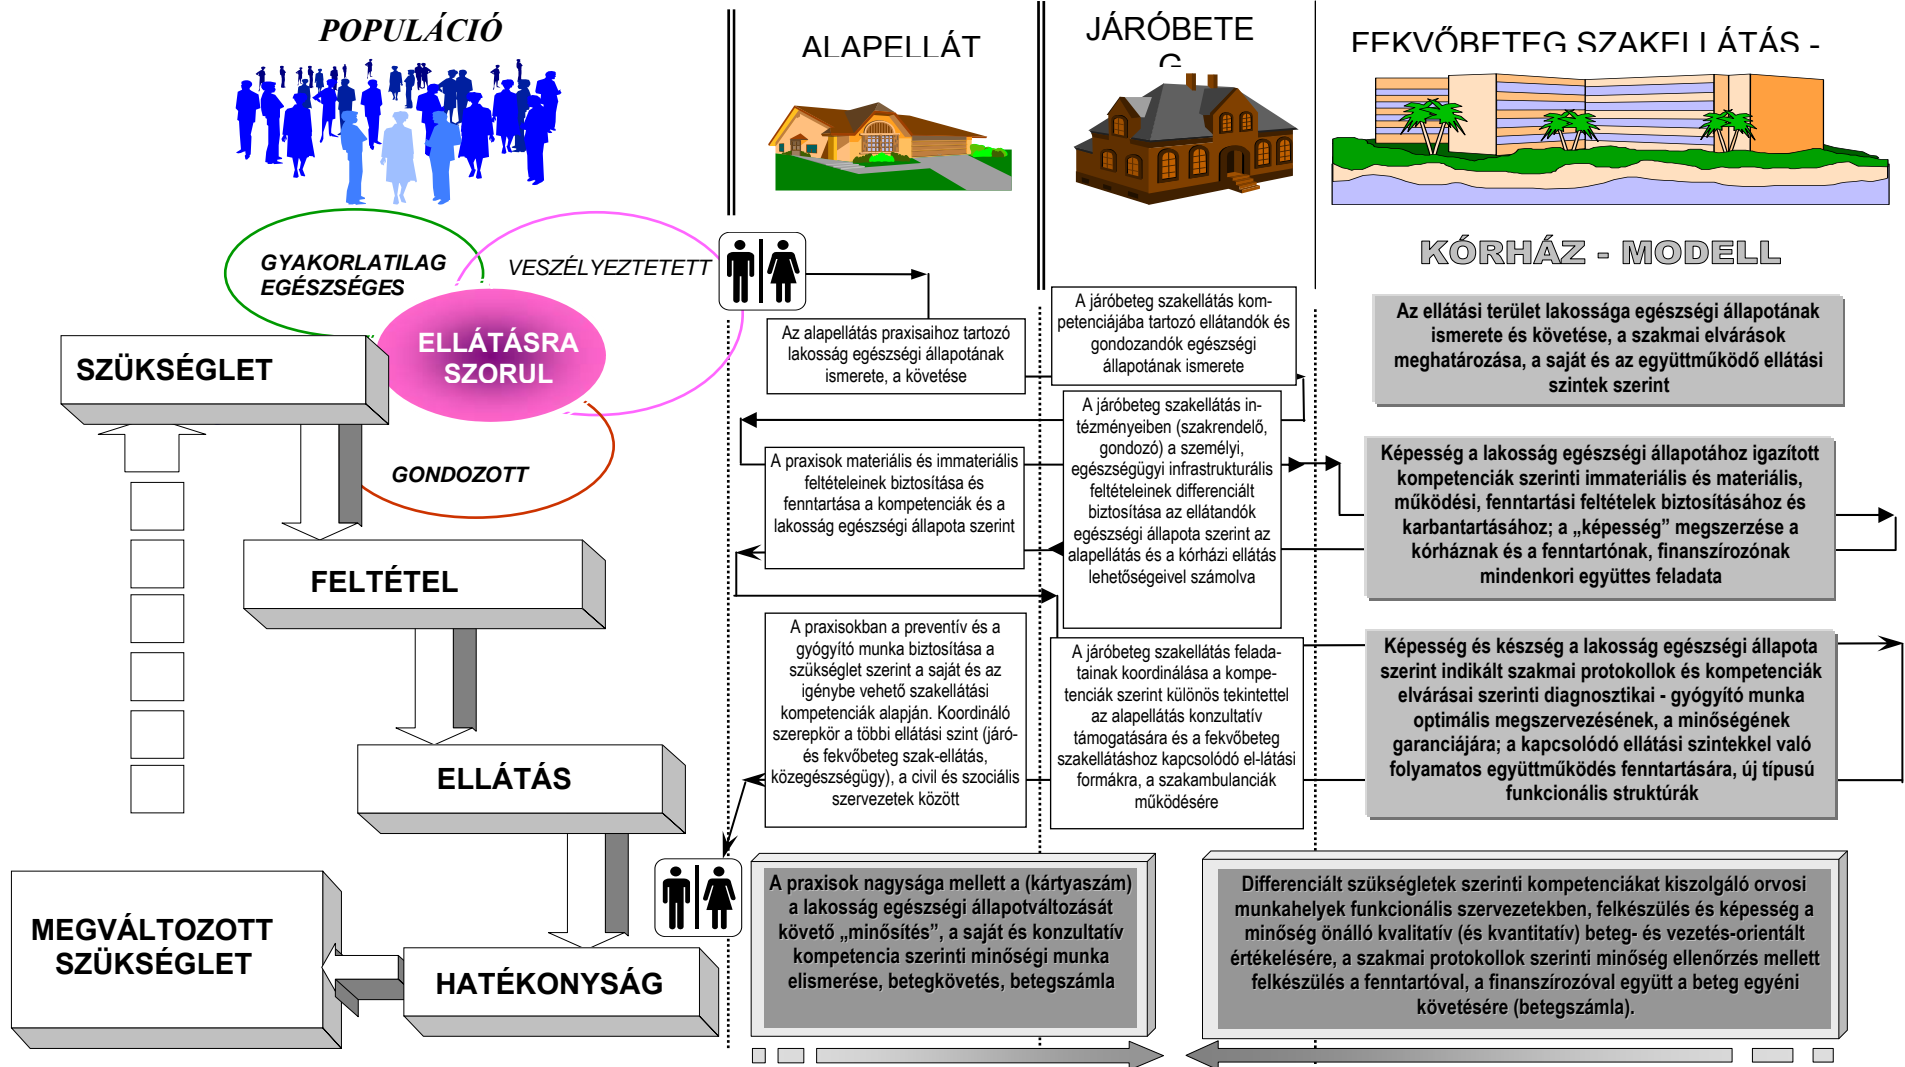 POPULÁCIÓ
ALAPELLÁT
JÁRÓBETE
G
FEKVŐBETEG SZAKELLÁTÁS -
GYAKORLATILAG
EGÉSZSÉGES
VESZÉLYEZTETETT
ELLÁTÁSRA
SZORUL
GONDOZOTT
SZÜKSÉGLET
FELTÉTEL
ELLÁTÁS
HATÉKONYSÁG
MEGVÁLTOZOTT
SZÜKSÉGLET
Az alapellátás praxisaihoz tartozó
lakosság egészségi állapotának
ismerete, a követése
A praxisok materiális és immateriális
feltételeinek biztosítása és
fenntartása a kompetenciák és a
lakosság egészségi állapota szerint
A praxisokban a preventív és a
gyógyító munka biztosítása a
szükséglet szerint a saját és az
igénybe vehető szakellátási
kompetenciák alapján. Koordináló
szerepkör a többi ellátási szint (járó-
és fekvőbeteg szak-ellátás,
közegészségügy), a civil és szociális
szervezetek között
A járóbeteg szakellátás kom-
petenciájába tartozó ellátandók és
gondozandók egészségi
állapotának ismerete
A járóbeteg szakellátás in-
tézményeiben (szakrendelő,
gondozó) a személyi,
egészségügyi infrastrukturális
feltételeinek differenciált
biztosítása az ellátandók
egészségi állapota szerint az
alapellátás és a kórházi ellátás
lehetőségeivel számolva
A járóbeteg szakellátás felada-
tainak koordinálása a kompe-
tenciák szerint különös tekintettel
az alapellátás konzultatív
támogatására és a fekvőbeteg
szakellátáshoz kapcsolódó el-látási
formákra, a szakambulanciák
működésére
KÓRHÁZ - MODELL
Az ellátási terület lakossága egészségi állapotának
ismerete és követése, a szakmai elvárások
meghatározása, a saját és az együttműködő ellátási
szintek szerint
Képesség a lakosság egészségi állapotához igazított
kompetenciák szerinti immateriális és materiális,
működési, fenntartási feltételek biztosításához és
karbantartásához; a „képesség” megszerzése a
kórháznak és a fenntartónak, finanszírozónak
mindenkori együttes feladata
Képesség és készség a lakosság egészségi állapota
szerint indikált szakmai protokollok és kompetenciák
elvárásai szerinti diagnosztikai - gyógyító munka
optimális megszervezésének, a minőségének
garanciájára; a kapcsolódó ellátási szintekkel való
folyamatos együttműködés fenntartására, új típusú
funkcionális struktúrák
A praxisok nagysága mellett a (kártyaszám)
a lakosság egészségi állapotváltozását
követő „minősítés”, a saját és konzultatív
kompetencia szerinti minőségi munka
elismerése, betegkövetés, betegszámla
Differenciált szükségletek szerinti kompetenciákat kiszolgáló orvosi
munkahelyek funkcionális szervezetekben, felkészülés és képesség a
minőség önálló kvalitatív (és kvantitatív) beteg- és vezetés-orientált
értékelésére, a szakmai protokollok szerinti minőség ellenőrzés mellett
felkészülés a fenntartóval, a finanszírozóval együtt a beteg egyéni
követésére (betegszámla).